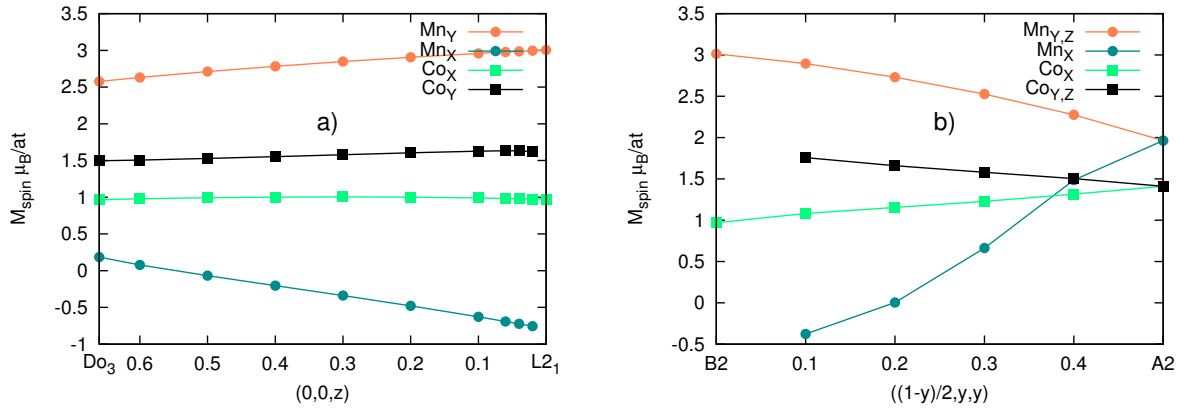 3.5
3
2.5
2
1.5
1
0.5
0
-0.5
-1
M_spin μ_B/at
Do₃ 0.6 0.5 0.4 0.3 0.2 0.1 L2₁
(0,0,z)
a)
Mn_Y
Mn_X
Co_X
Co_Y
3.5
3
2.5
2
1.5
1
0.5
0
-0.5
M_spin μ_B/at
B2 0.1 0.2 0.3 0.4 A2
((1-y)/2,y,y)
b)
Mn_Y,Z
Mn_X
Co_X
Co_Y,Z